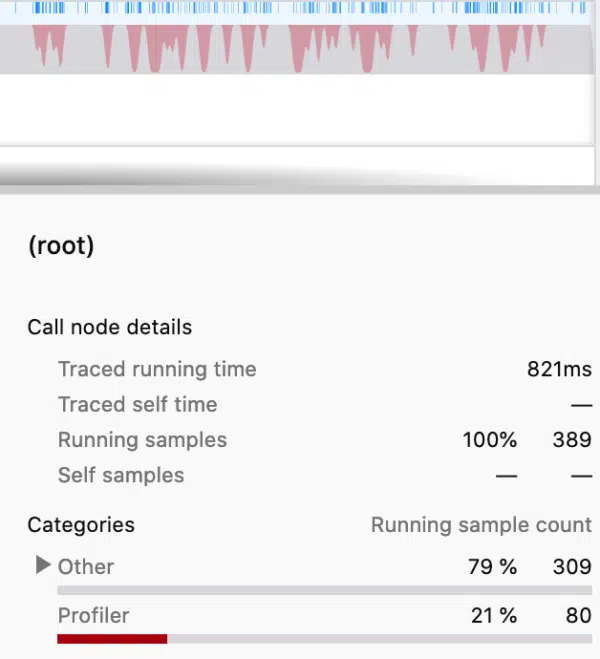 (root)
Call node details
Traced running time 821ms
Traced self time —
Running samples 100% 389
Self samples — —
Categories Running sample count
Other 79 % 309
Profiler 21 % 80